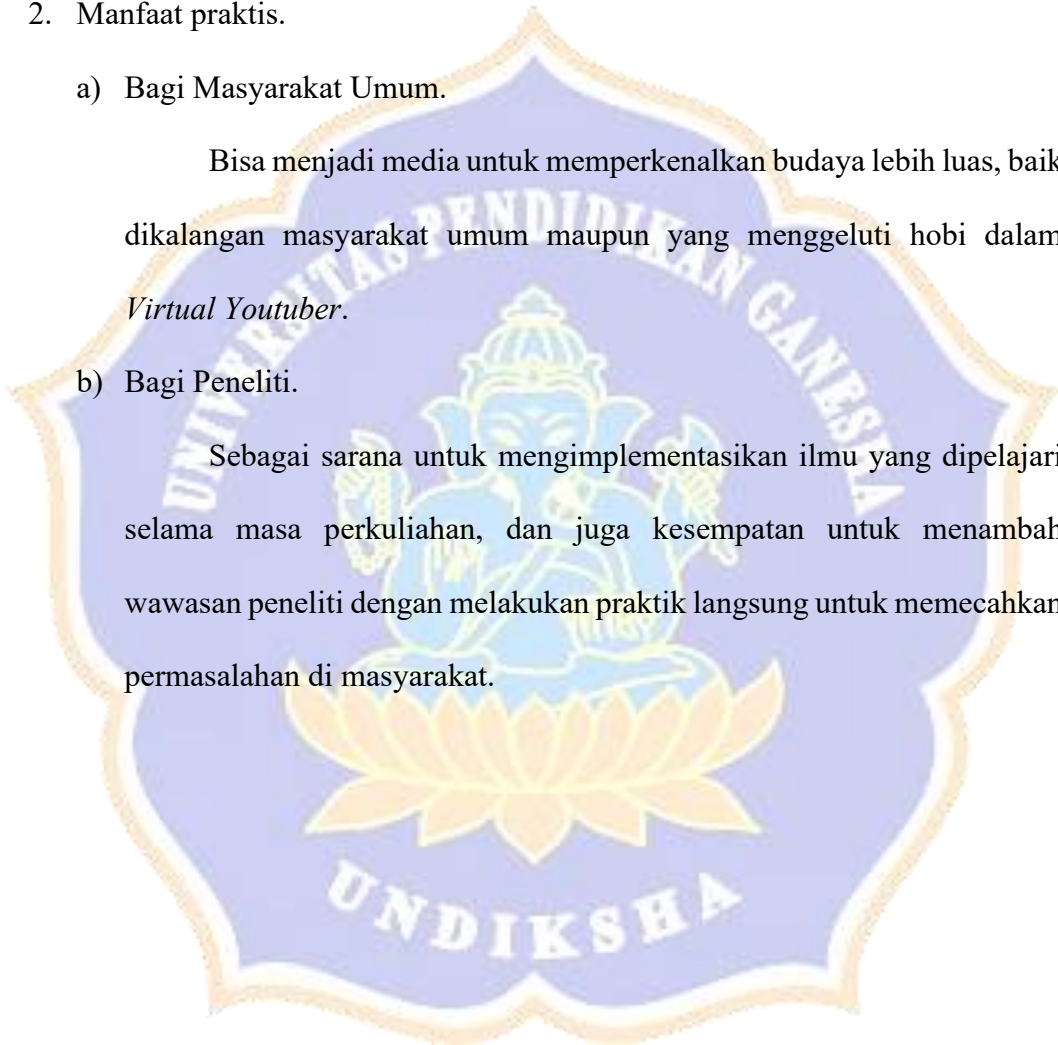 2. Manfaat praktis.
a) Bagi Masyarakat Umum.
Bisa menjadi media untuk memperkenalkan budaya lebih luas, baik
dikalangan masyarakat umum maupun yang menggeluti hobi dalam
Virtual Youtuber.
b) Bagi Peneliti.
Sebagai sarana untuk mengimplementasikan ilmu yang dipelajari
selama masa perkuliahan, dan juga kesempatan untuk menambah
wawasan peneliti dengan melakukan praktik langsung untuk memecahkan
permasalahan di masyarakat.
UNIVERSITAS PENDIDIKAN GANESHA
UNDIKSHA